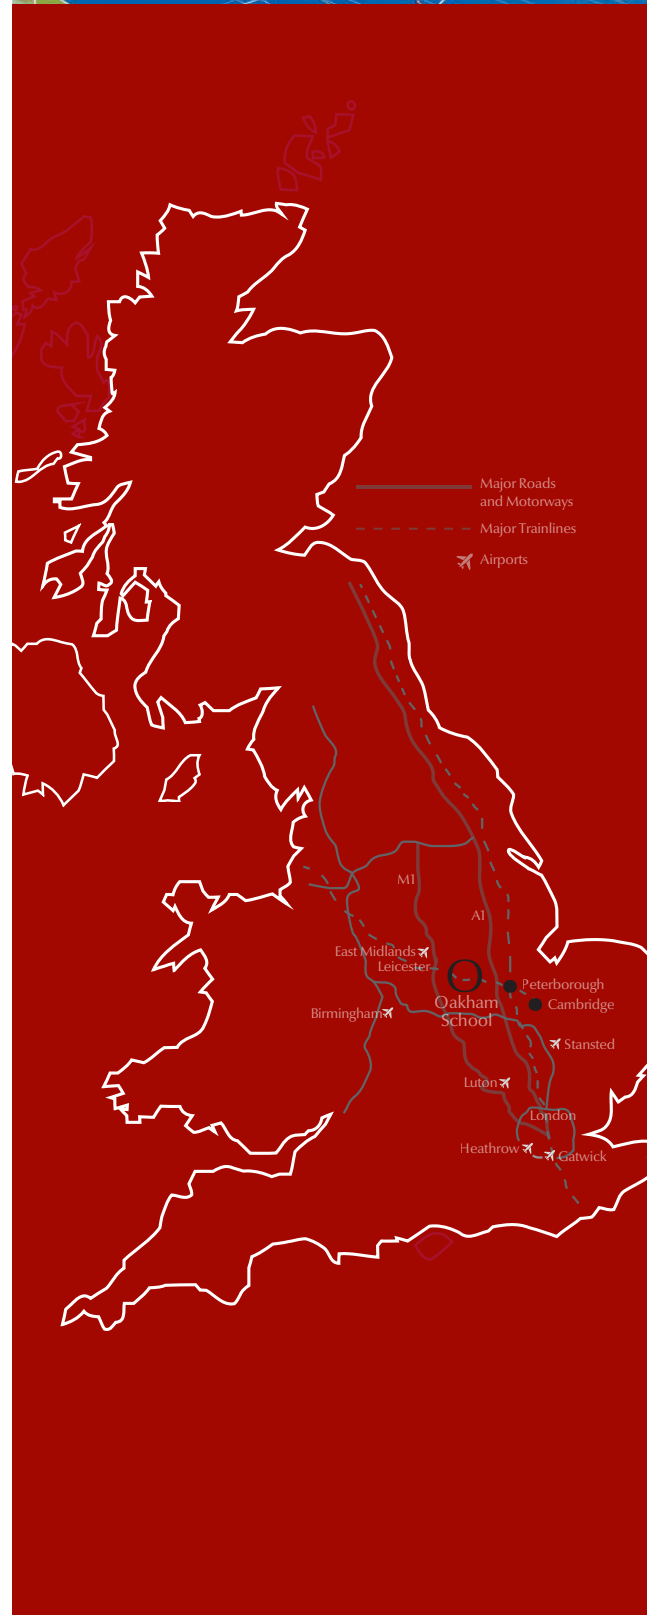 Major Roads
and Motorways
Major Trainlines
Airports
M1
A1
East Midlands
Leicester
Peterborough
Oakham
School
Cambridge
Birmingham
Stansted
Luton
London
Heathrow
Gatwick